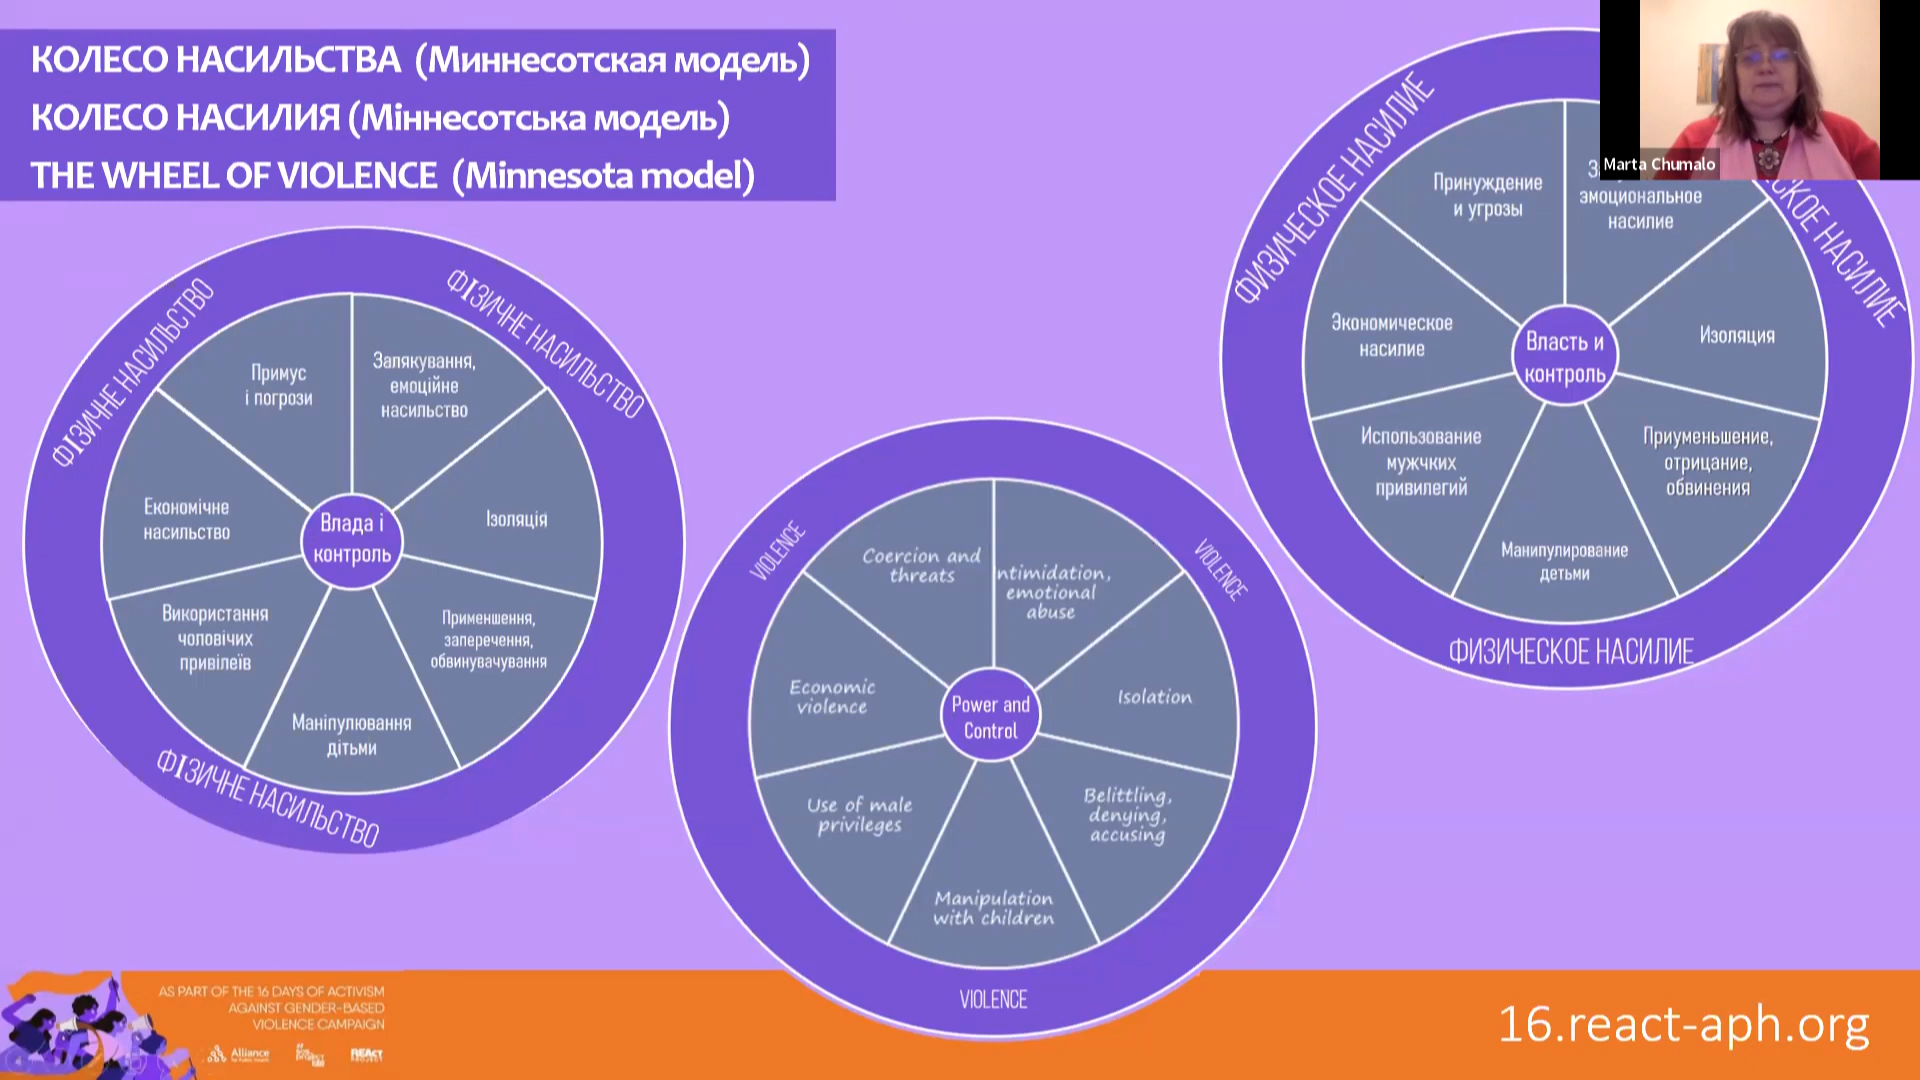 КОЛЕСО НАСИЛЬСТВА (Миннесотская модель)
КОЛЕСО НАСИЛИЯ (Міннесотська модель)
THE WHEEL OF VIOLENCE (Minnesota model)
ФІЗИЧНЕ НАСИЛЬСТВО
ФІЗИЧНЕ НАСИЛЬСТВО
Примус
і погрози
Залякування,
емоційне
насильство
Економічне
насильство
Влада і
контроль
Ізоляція
Використання
чоловічих
привілеїв
Применшення,
заперечення,
обвинувачування
Маніпулювання
дітьми
ФІЗИЧНЕ НАСИЛЬСТВО
VIOLENCE
VIOLENCE
Coercion and
threats
ntimidation,
emotional
abuse
Economic
violence
Power and
Control
Isolation
Use of male
privileges
Belittling,
denying,
accusing
Manipulation
with children
VIOLENCE
ФИЗИЧЕСКОЕ НАСИЛИЕ
СКОЕ НАСИЛИЕ
Marta Chumalo
Принуждение
и угрозы
эмоциональное
насилие
Экономическое
насилие
Власть и
контроль
Изоляция
Использование
мужчких
привилегий
Приуменьшение,
отрицание,
обвинения
Манипулирование
детьми
ФИЗИЧЕСКОЕ НАСИЛИЕ
AS PART OF THE 16 DAYS OF ACTIVISM
AGAINST GENDER-BASED
VIOLENCE CAMPAIGN
Alliance
REAct
16.react-aph.org